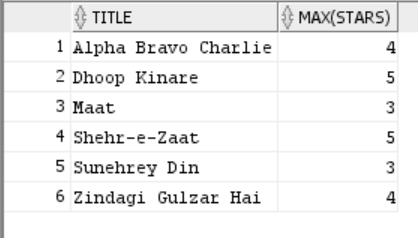 TITLE MAX(STARS)
1 Alpha Bravo Charlie 4
2 Dhoop Kinare 5
3 Maat 3
4 Shehr-e-Zaat 5
5 Sunehrey Din 3
6 Zindagi Gulzar Hai 4